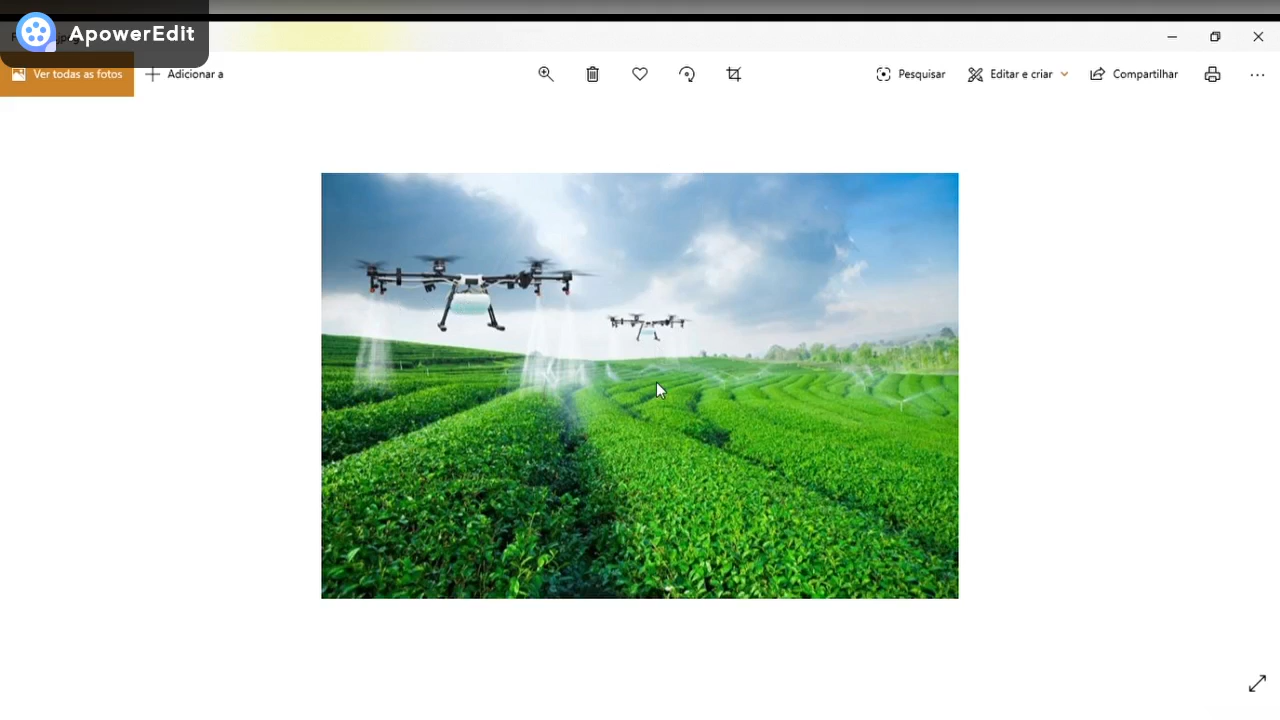 ApowerEdit
Ver todas as fotos
Adicionar a
Pesquisar
Editar e criar
Compartilhar